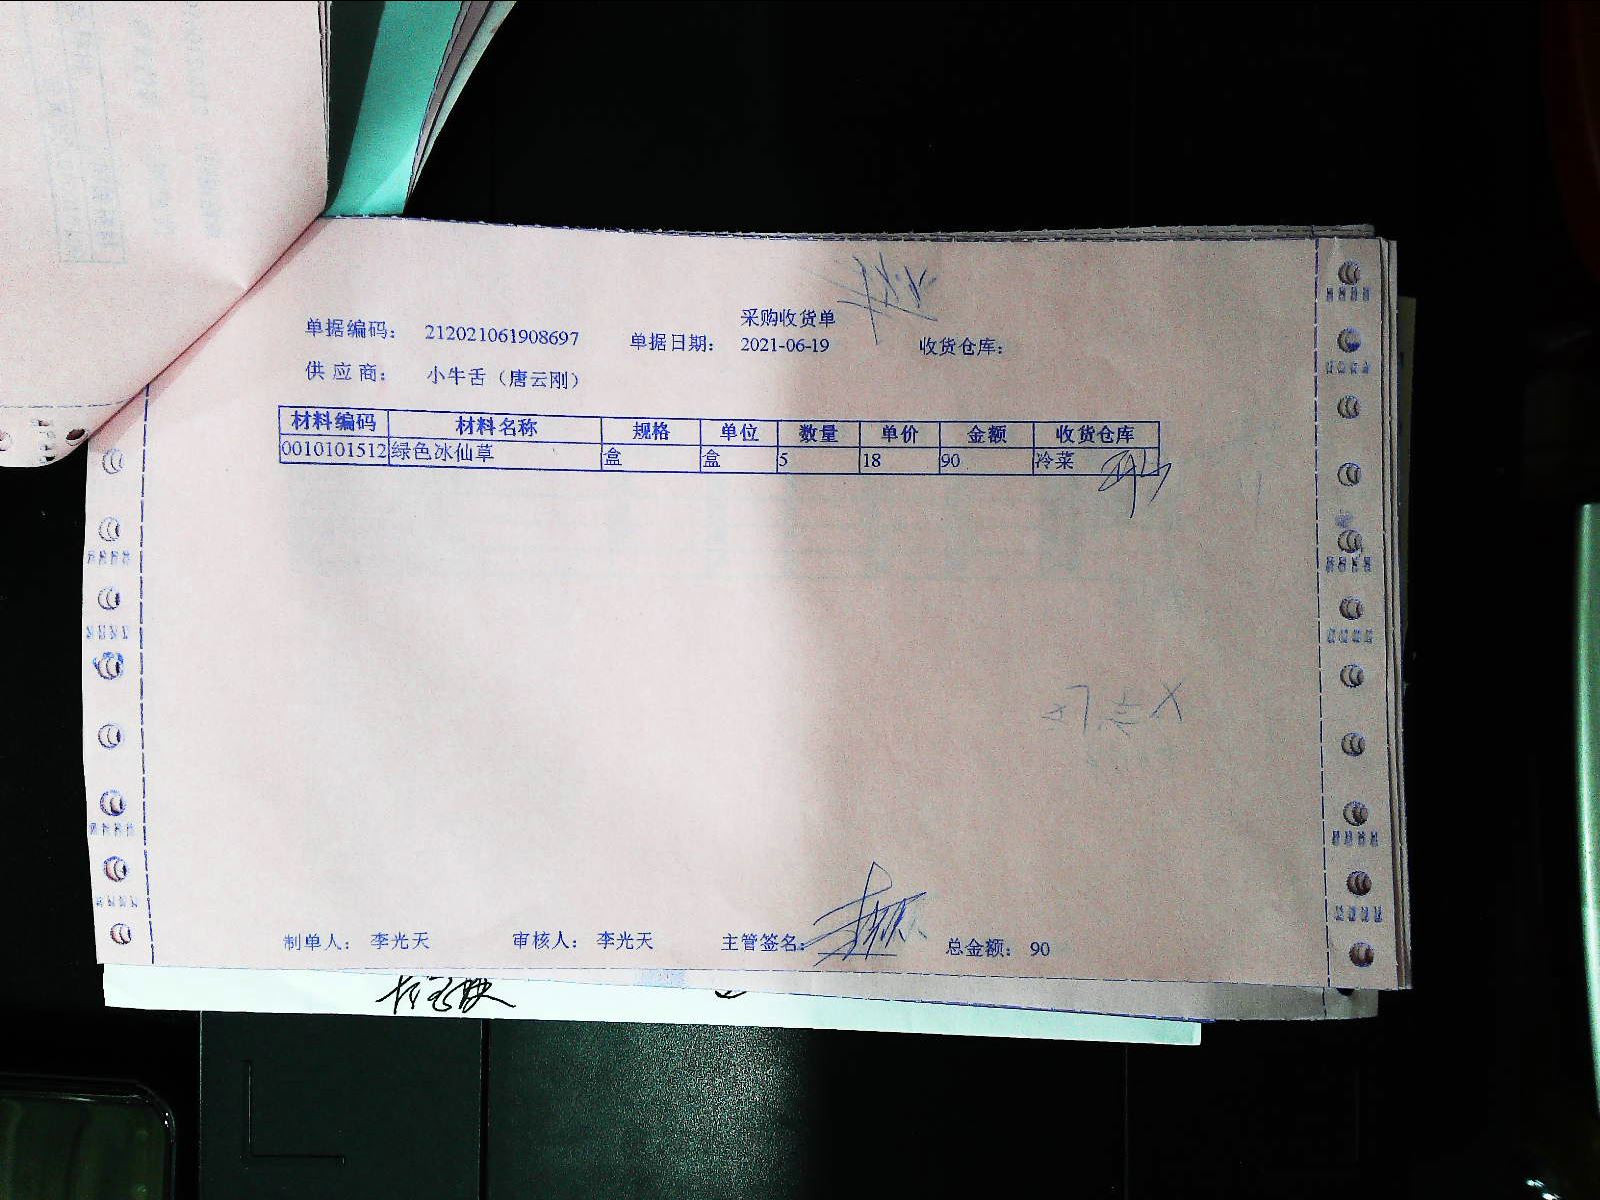 采购收货单
单据编码： 212021061908697 单据日期： 2021-06-19 收货仓库：
供 应 商： 小牛舌（唐云刚）
材料编码 材料名称 规格 单位 数量 单价 金额 收货仓库
0010101512 绿色冰仙草 盒 盒 5 18 90 冷菜
制单人： 李光天 审核人： 李光天 主管签名： 总金额： 90